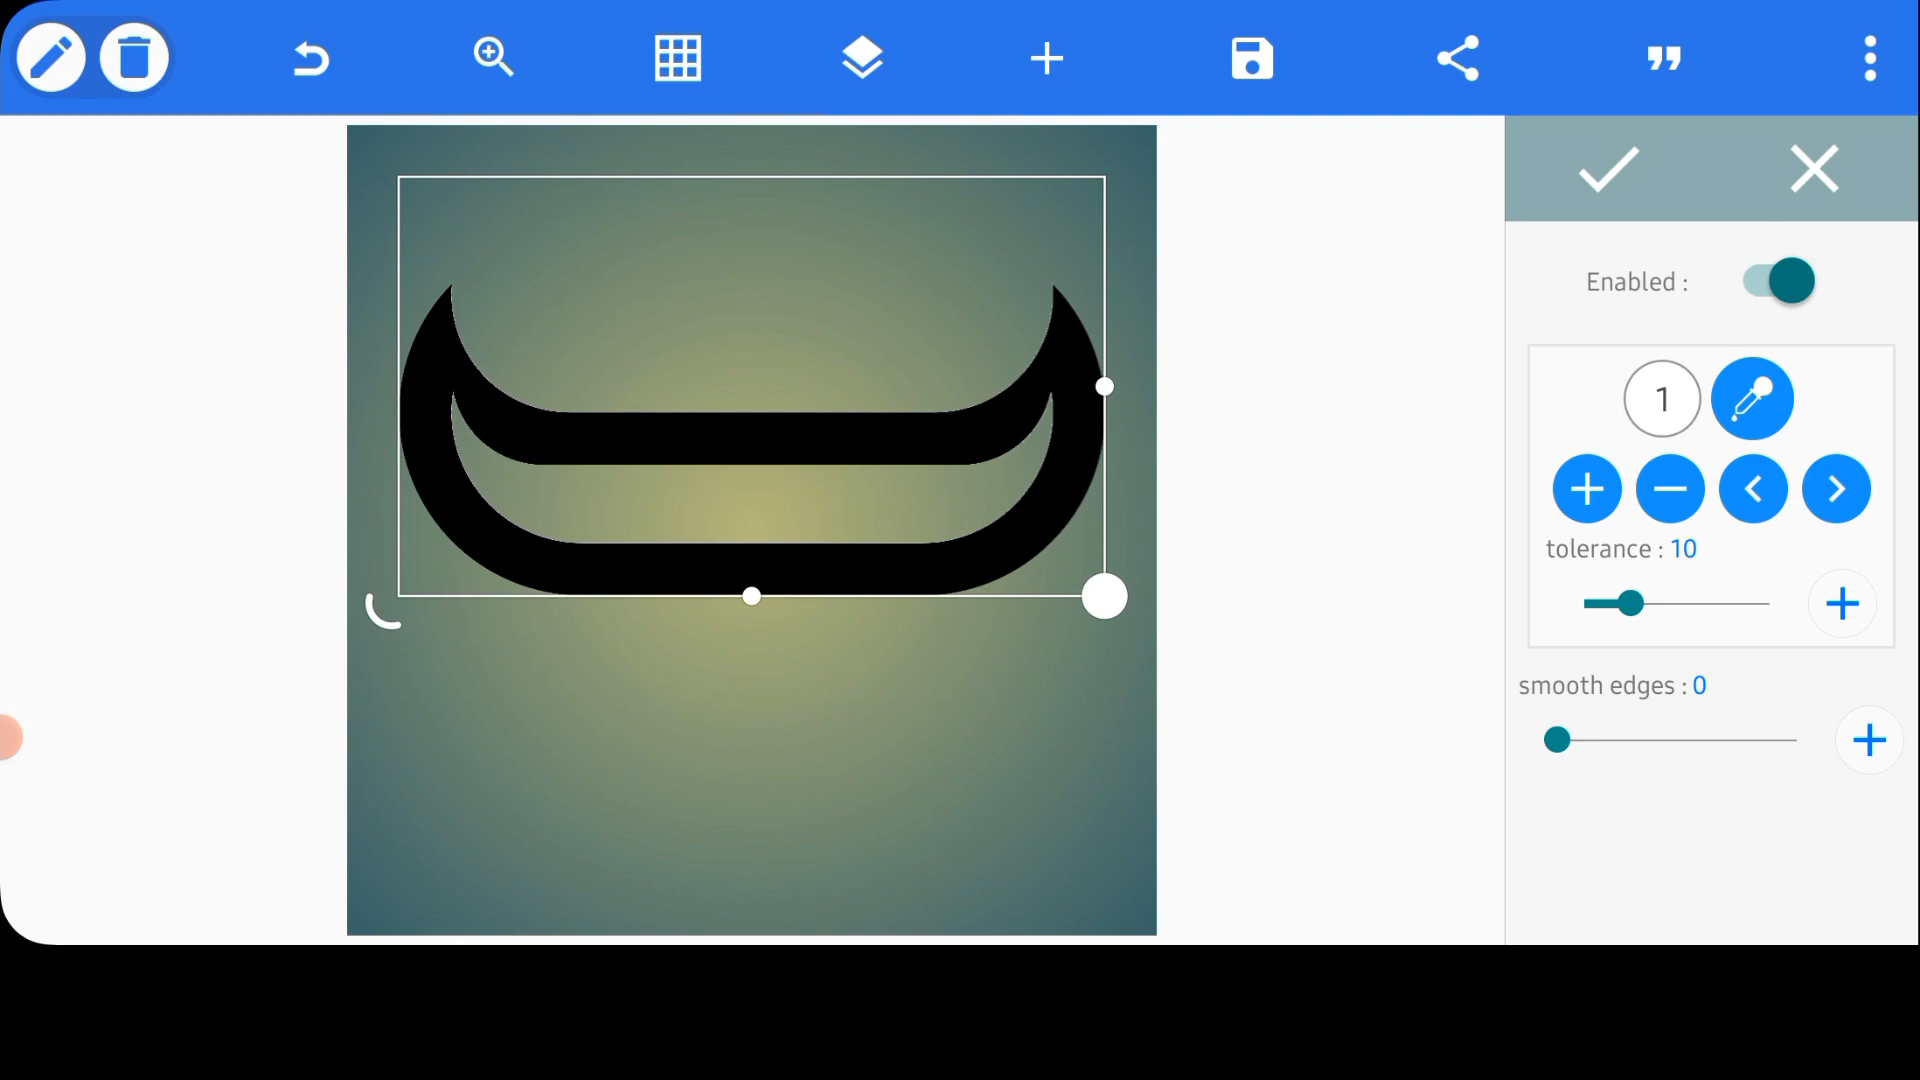 Enabled :
1
tolerance : 10
smooth edges : 0